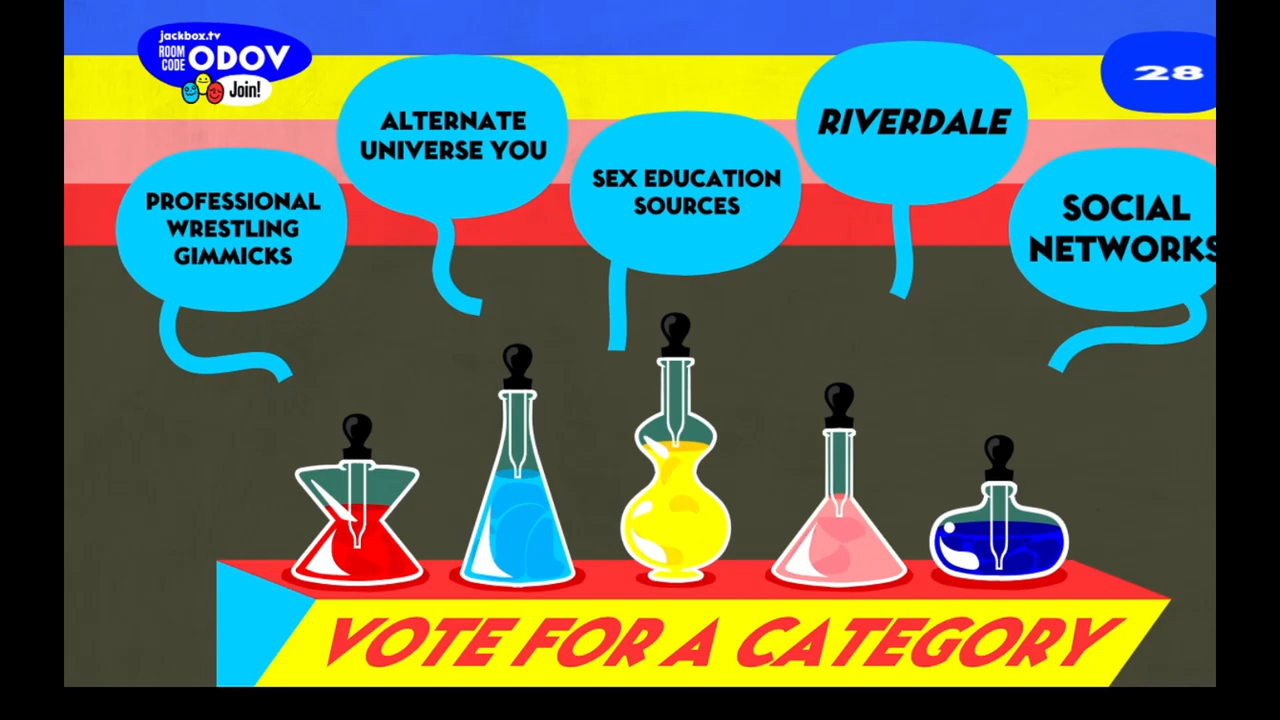 jackbox.tv
ROOM
CODE
ODOV
Join!
28
PROFESSIONAL
WRESTLING
GIMMICKS
ALTERNATE
UNIVERSE YOU
SEX EDUCATION
SOURCES
RIVERDALE
SOCIAL
NETWORKS
VOTE FOR A CATEGORY